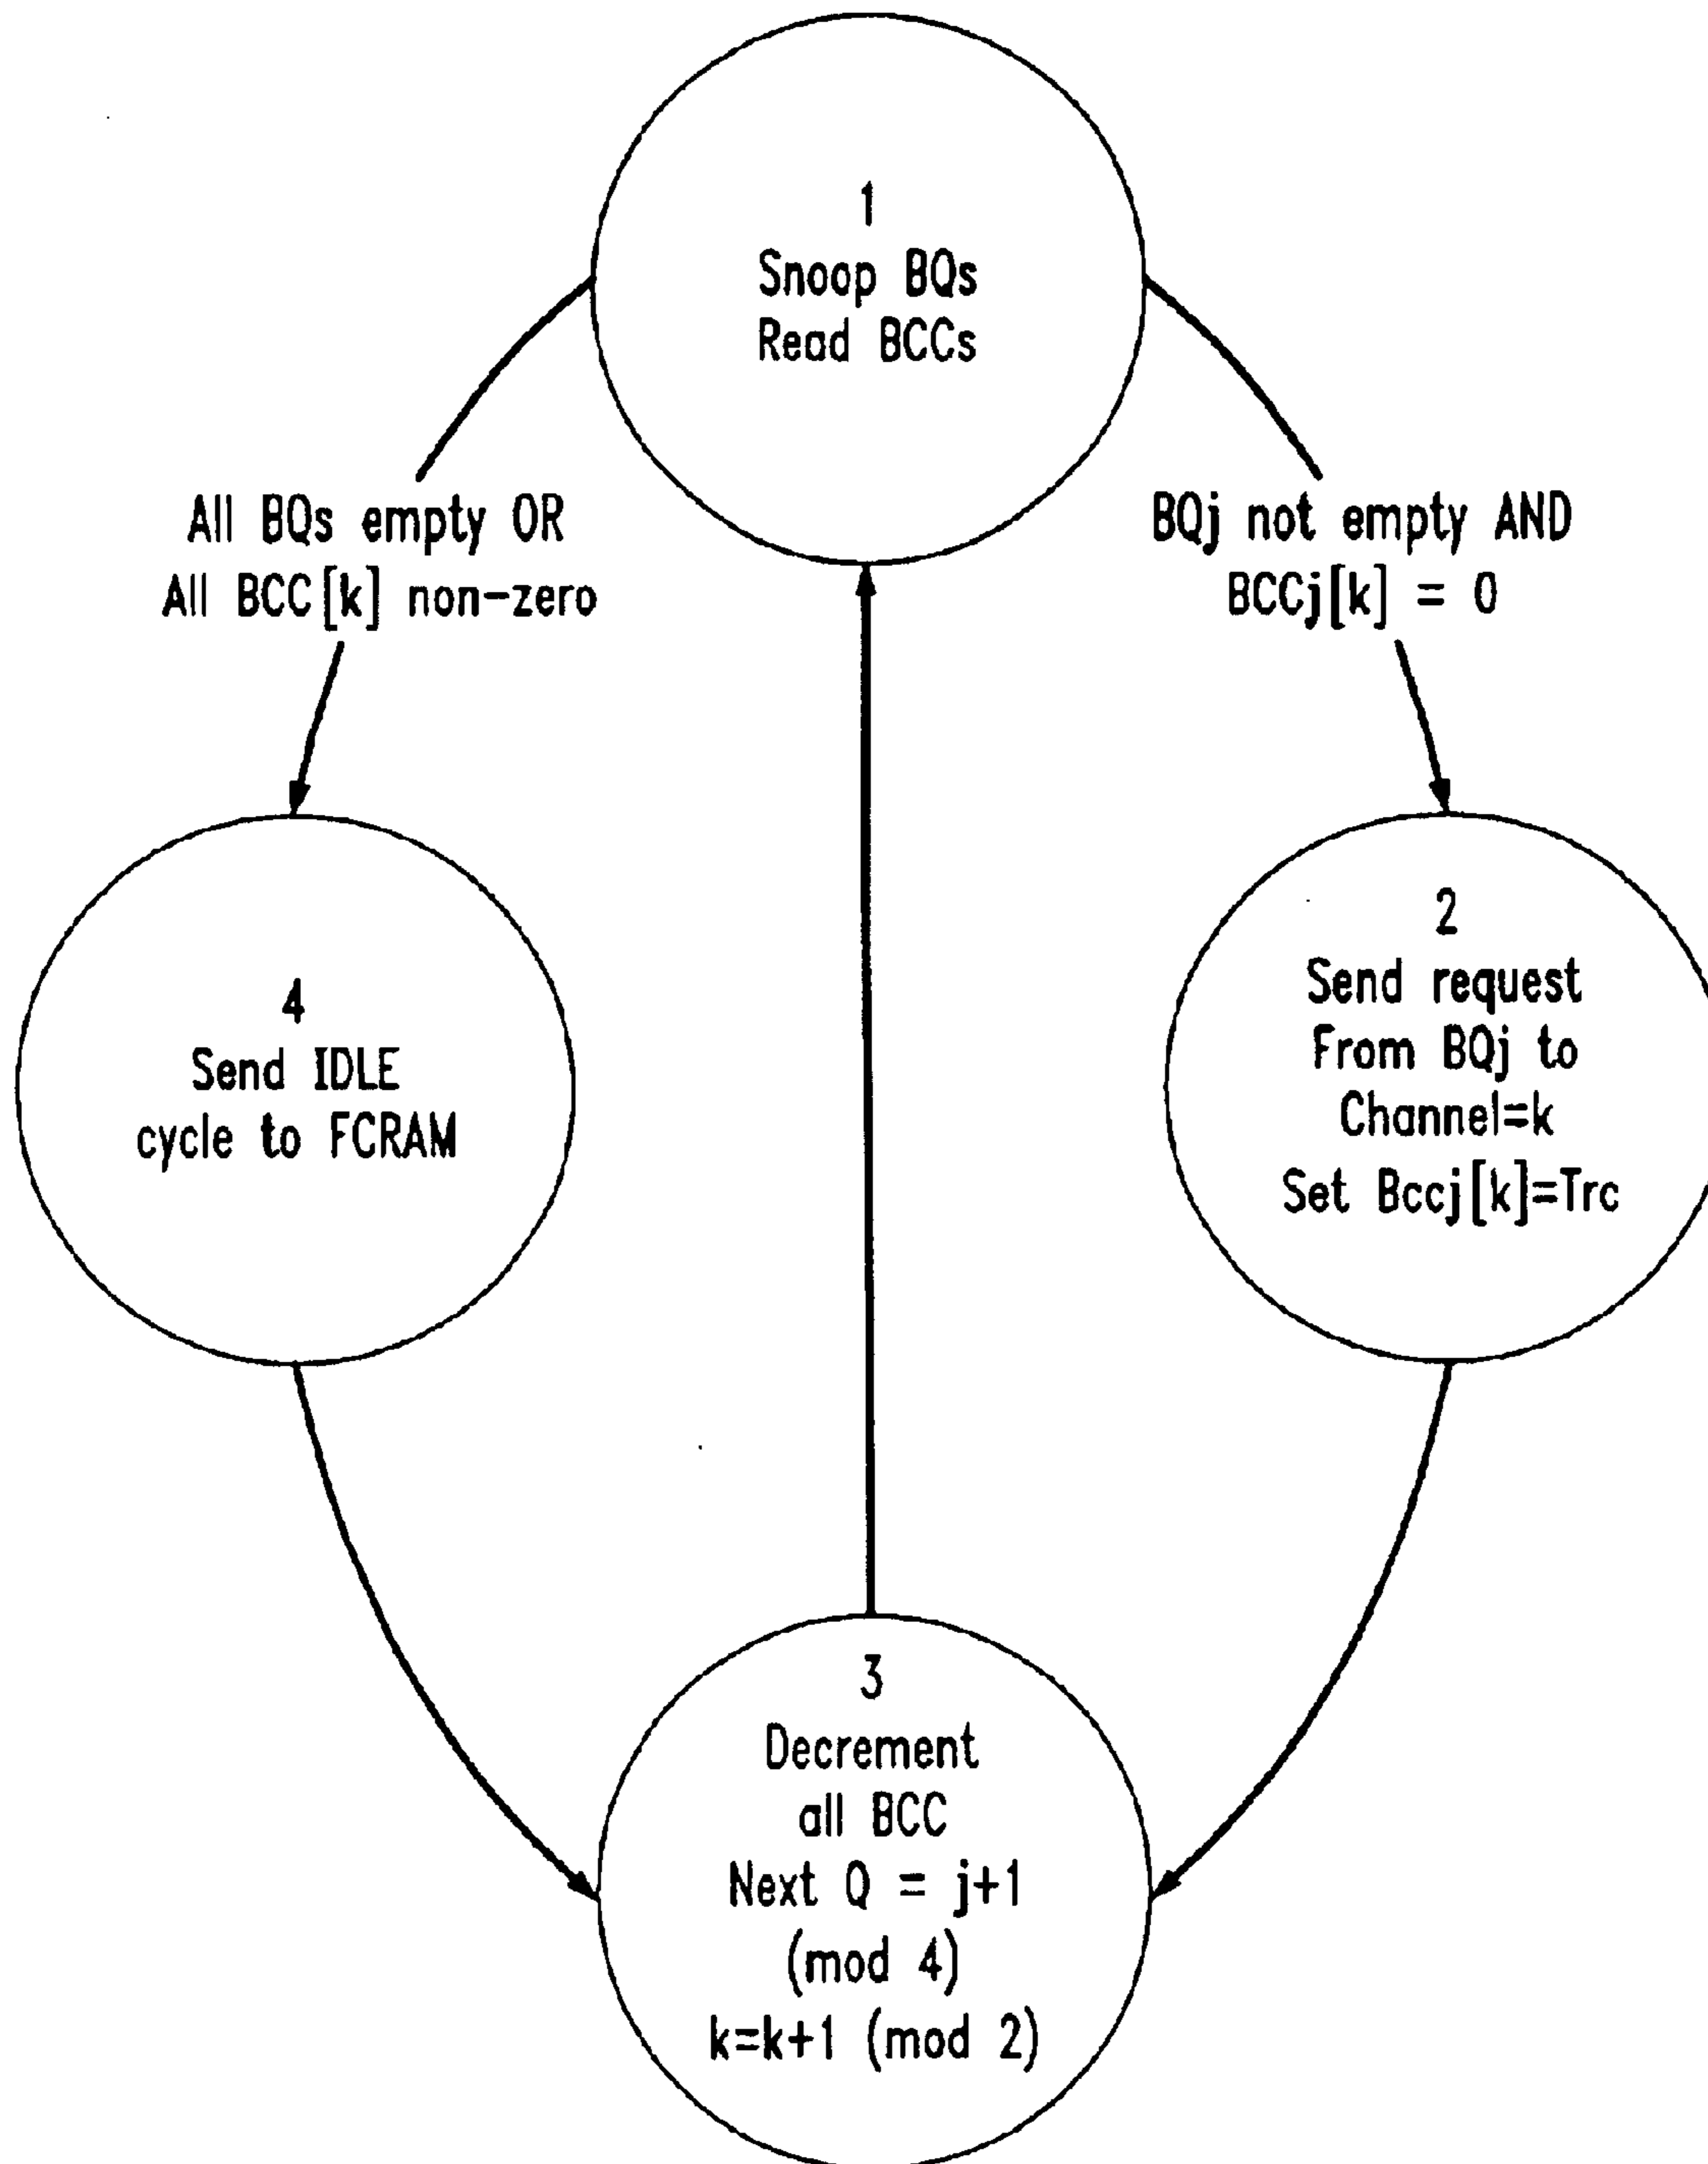 1
Snoop BQs
Read BCCs
All BQs empty OR
All BCC[k] non-zero
BQj not empty AND
BCCj[k] = 0
4
Send IDLE
cycle to FCRAM
2
Send request
From BQj to
Channel=k
Set Bccj[k]=Trc
3
Decrement
all BCC
Next Q = j+1
(mod 4)
k=k+1 (mod 2)